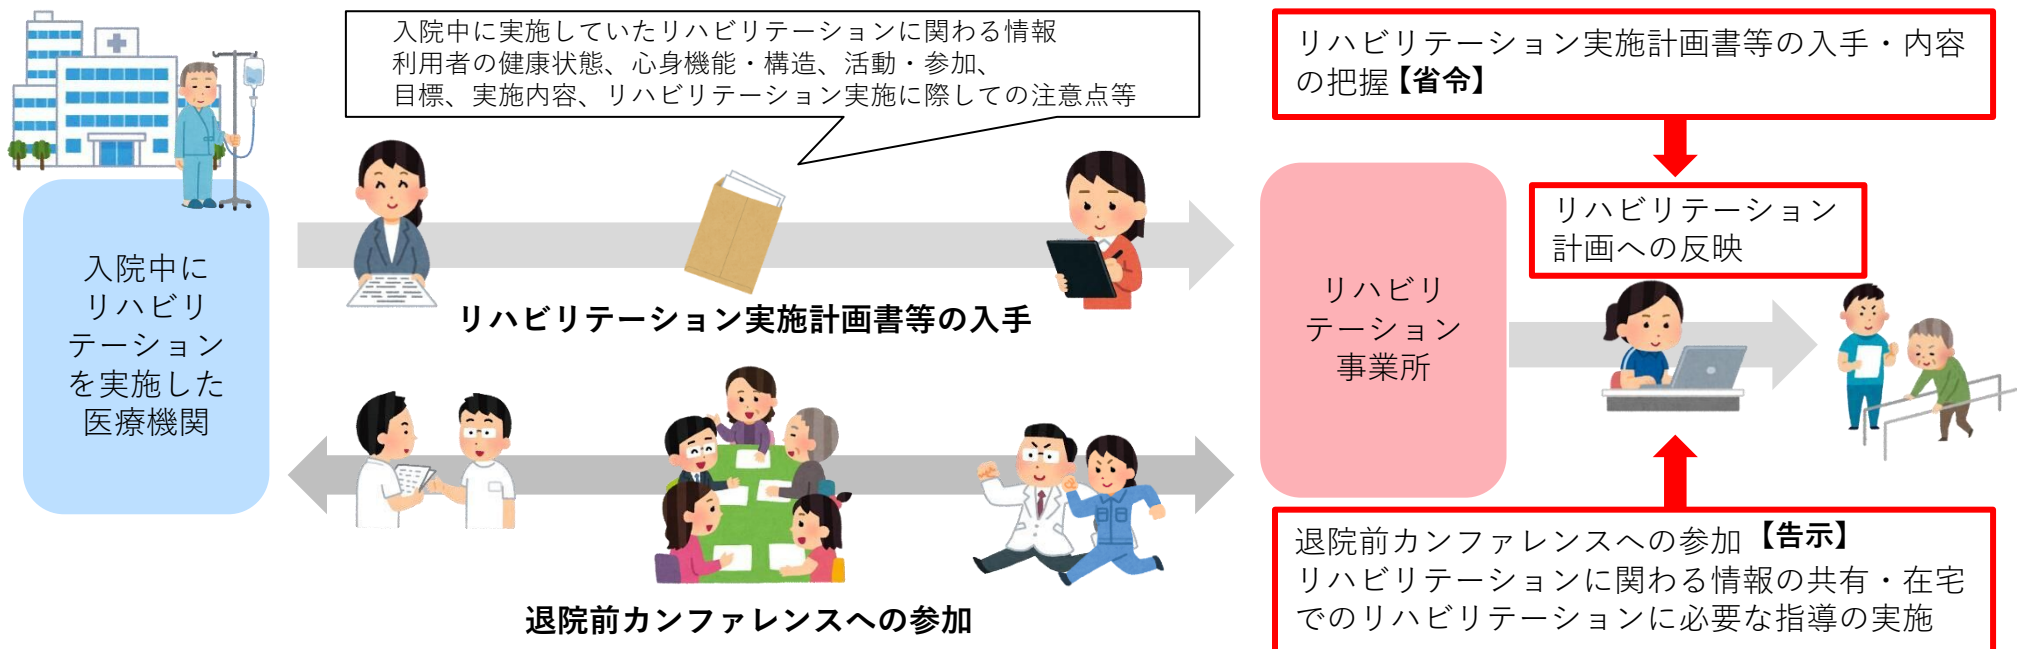 入院中に実施していたリハビリテーションに関わる情報
利用者の健康状態、心身機能・構造、活動・参加、
目標、実施内容、リハビリテーション実施に際しての注意点等
リハビリテーション実施計画書等の入手・内容
の把握【省令】
入院中に
リハビリ
テーション
を実施した
医療機関
リハビリテーション実施計画書等の入手
リハビリ
テーション
事業所
リハビリテーション
計画への反映
退院前カンファレンスへの参加
退院前カンファレンスへの参加【告示】
リハビリテーションに関わる情報の共有・在宅
でのリハビリテーションに必要な指導の実施